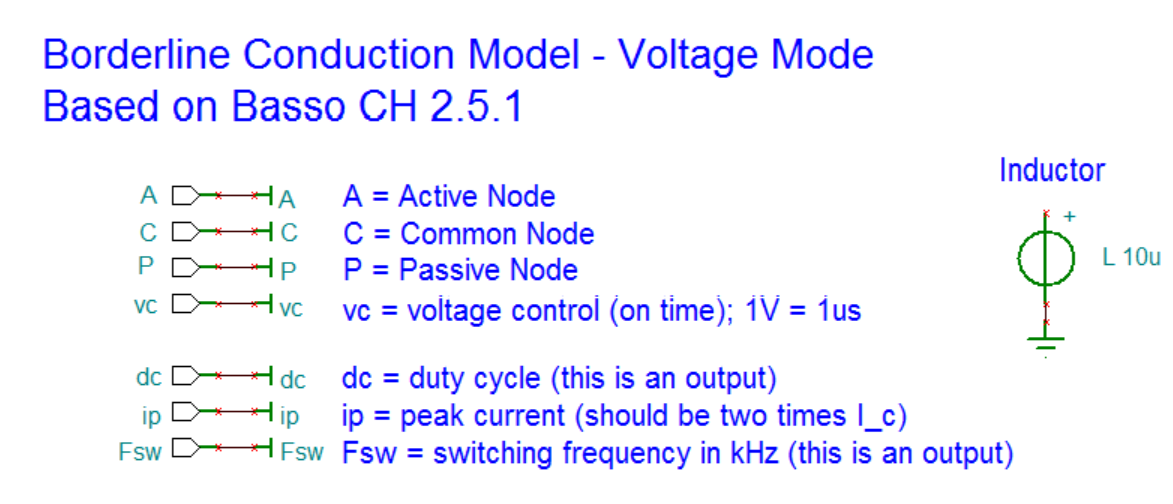 Borderline Conduction Model - Voltage Mode
Based on Basso CH 2.5.1
Inductor
A A A = Active Node
C C C = Common Node
P P P = Passive Node
vc vc vc = voltage control (on time); 1V = 1us
+
L 10u
dc dc dc = duty cycle (this is an output)
ip ip ip = peak current (should be two times I_c)
Fsw Fsw Fsw = switching frequency in kHz (this is an output)